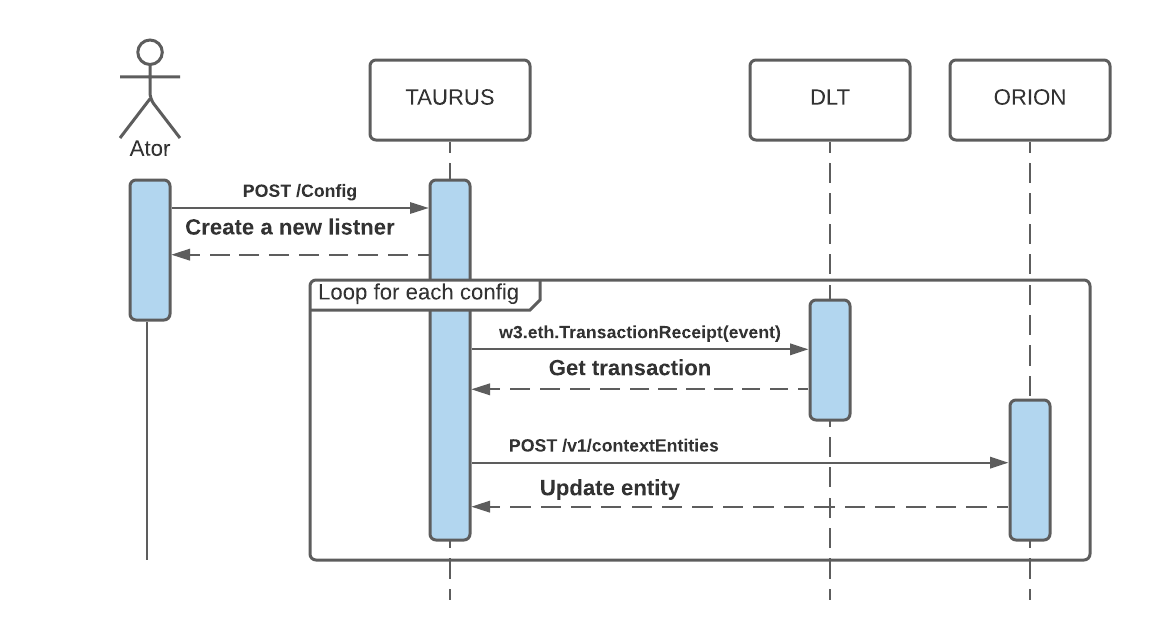 TAURUS
DLT
ORION
Ator
POST /Config
Create a new listner
Loop for each config
w3.eth.TransactionReceipt(event)
Get transaction
POST /v1/contextEntities
Update entity